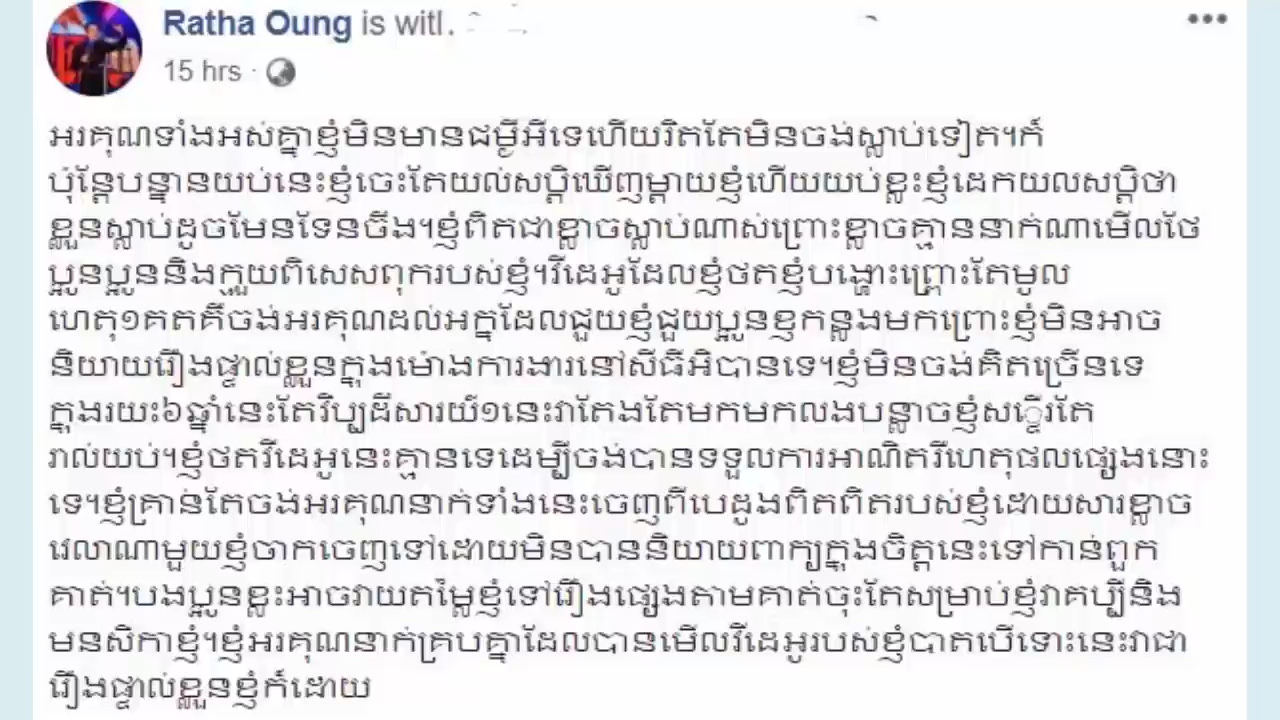 Ratha Oung is with
15 hrs ·
អរគុណទាំងអស់គ្នាខ្ញុំមិនមានជម្ងឺអីទេហើយរិតតែមិនចង់ស្លាប់ទៀត។ក៍
ប៉ុន្តែបន្នានយប់នេះខ្ញុំចេះតែយល់សប្តិឃើញម្តាយខ្ញុំហើយយប់ខ្លះខ្ញុំដេកយលសប្តិថា
ខ្លួនស្លាប់ដូចមែនទែនចឹង។ខ្ញុំពិតជាខ្លាចស្លាប់ណាស់ព្រោះខ្លាចគ្មាននាក់ណាមើលថែ
ប្អូនប្អូននិងក្មួយពិសេសពុករបស់ខ្ញុំ។វីដេអូដែលខ្ញុំថតខ្ញុំបង្ហោះព្រោះតែមូល
ហេតុ១គតគឺចង់អរគុណដល់អកនដែលជួយខ្ញុំជួយប្អូនខ្ញកន្លងមកព្រោះខ្ញុំមិនអាច
និយាយរឿងផ្ទាល់ខ្លួនក្នុងម៉ោងការងារនៅសីធីអិបានទេ។ខ្ញុំមិនចង់គិតច្រើនទេ
ក្នុងរយះ៦ឆ្នាំនេះតែវិប្បដិសារយ៍១នេះវាតែងតែមកមកលងបន្លាចខ្ញុំស្ទើរតែ
រាល់យប់។ខ្ញុំថតវីដេអូនេះគ្មានទេដេម្បីចង់បានទទួលការអាណិតរឺហេតុផលផ្សេងនោះ
ទេ។ខ្ញុំគ្រាន់តែចង់អរគុណនាក់ទាំងនេះចេញពីបេដូងពិតពិតរបស់ខ្ញុំដោយសារខ្លាច
វេលាណាមួយខ្ញុំចាកចេញទៅដោយមិនបាននិយាយពាក្យក្នុងចិត្តនេះទៅកាន់ពួក
គាត់។បងប្អូនខ្លះអាចវាយតម្លៃខ្ញុំទៅរឿងផ្សេងតាមគាត់ចុះតែសម្រាប់ខ្ញុំវាគប្បីនិង
មនសិកាខ្ញុំ។ខ្ញុំអរគុណនាក់គ្របគ្នាដែលបានមើលវីដេអូរបស់ខ្ញុំបាតបើទោះនេះវាជា
រឿងផ្ទាល់ខ្លួនខ្ញុំក៍ដោយ